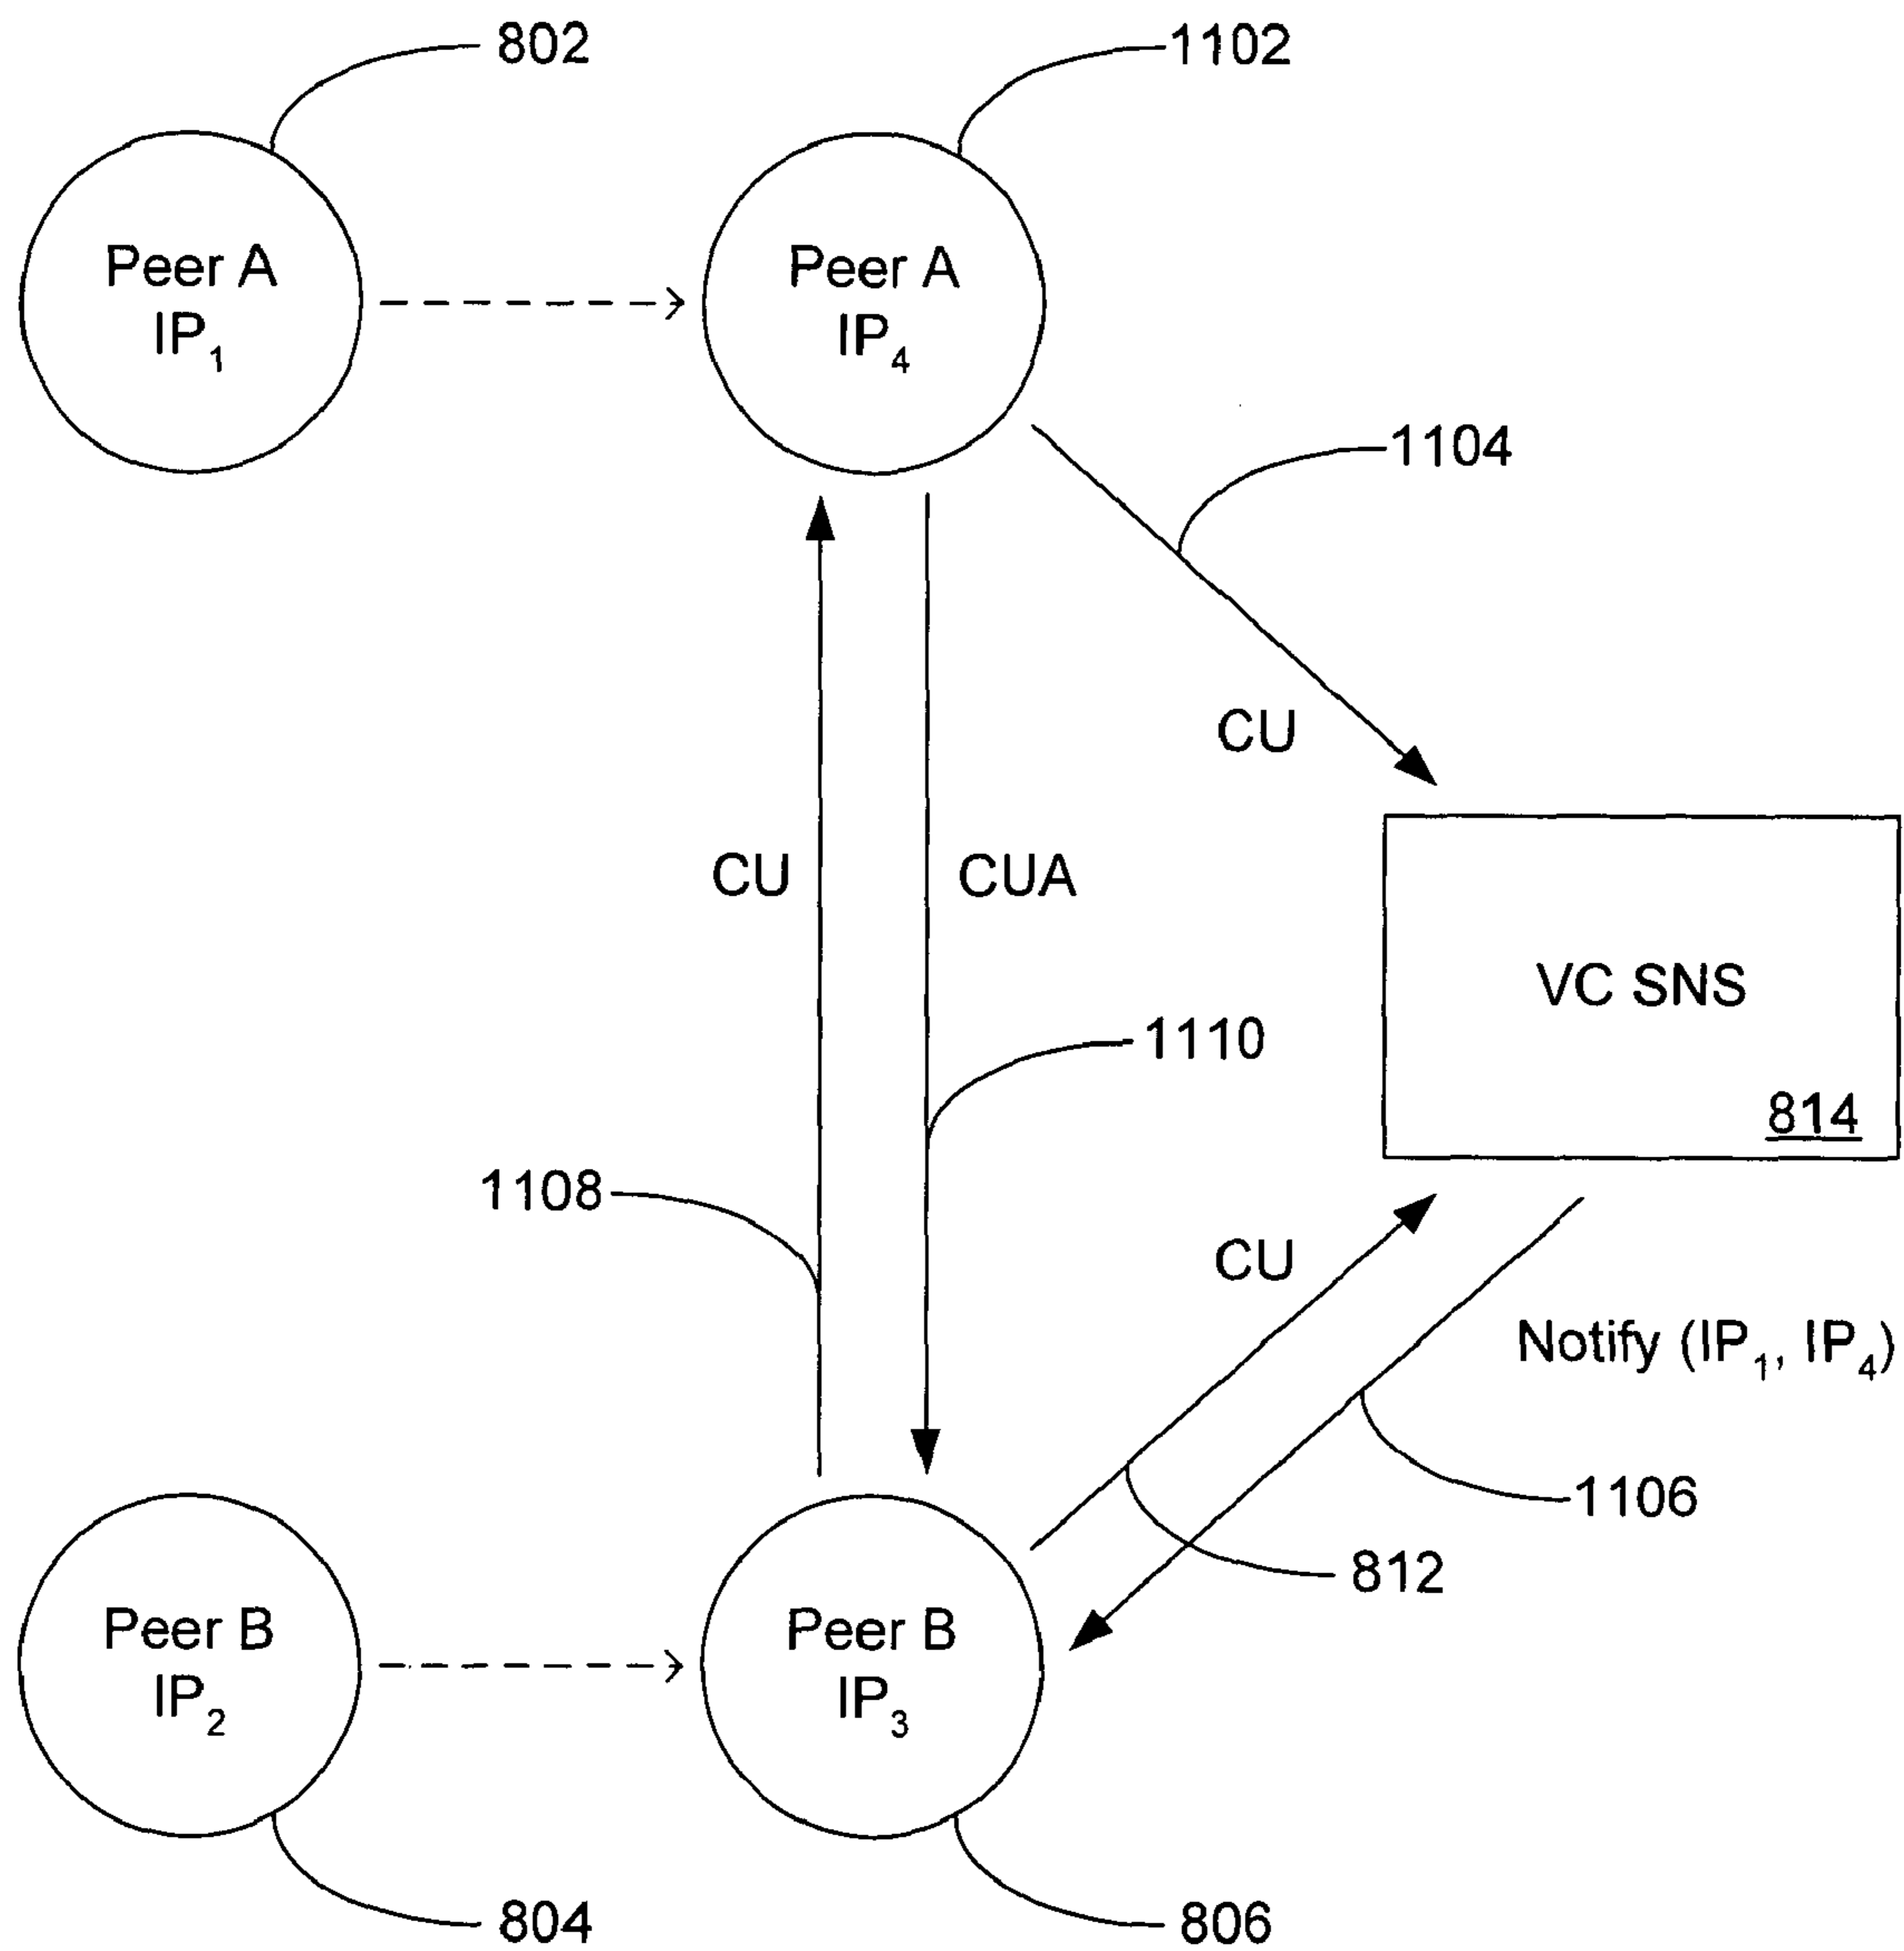 802
1102
Peer A
IP₁
Peer A
IP₄
1104
CU
CU
CUA
VC SNS
814
1110
1108
CU
Notify (IP₁, IP₄)
1106
812
Peer B
IP₂
Peer B
IP₃
804
806